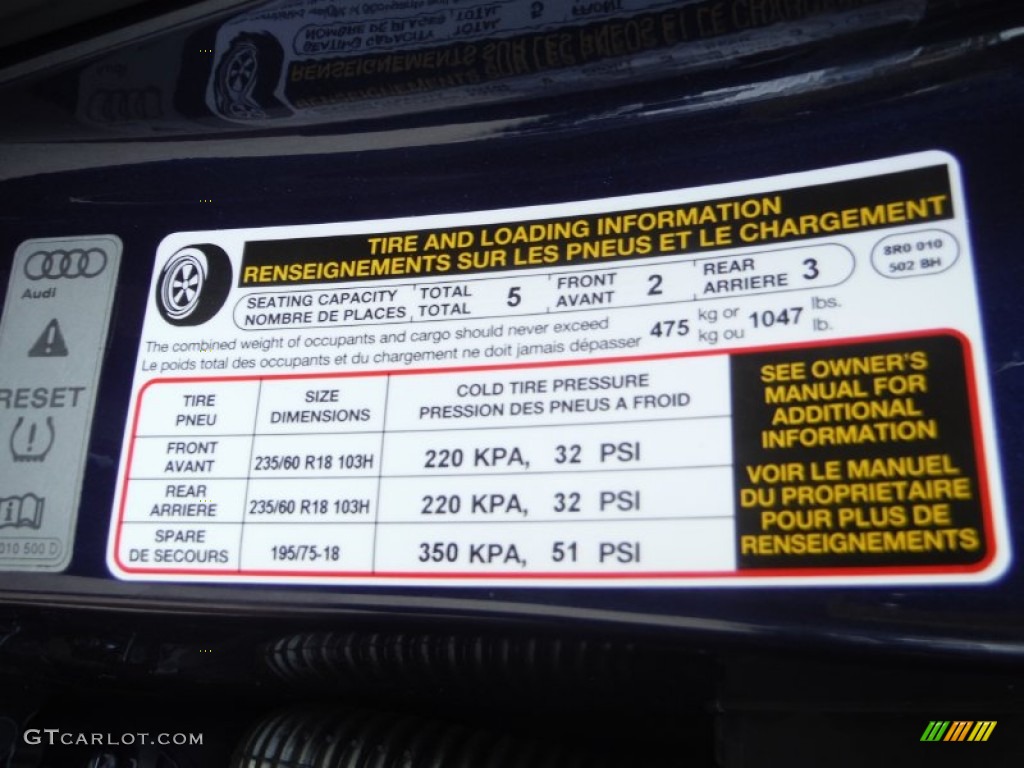 TIRE AND LOADING INFORMATION
RENSEIGNEMENTS SUR LES PNEUS ET LE CHARGEMENT
SEATING CAPACITY TOTAL 5 FRONT 2 REAR 3
NOMBRE DE PLACES TOTAL AVANT ARRIERE
8R0 010
502 BH
The combined weight of occupants and cargo should never exceed 475 kg or 1047 lbs.
Le poids total des occupants et du chargement ne doit jamais dépasser kg ou lb.
TIRE SIZE COLD TIRE PRESSURE
PNEU DIMENSIONS PRESSION DES PNEUS A FROID
FRONT
AVANT 235/60 R18 103H 220 KPA, 32 PSI
REAR
ARRIERE 235/60 R18 103H 220 KPA, 32 PSI
SPARE
DE SECOURS 195/75-18 350 KPA, 51 PSI
SEE OWNER'S
MANUAL FOR
ADDITIONAL
INFORMATION
VOIR LE MANUEL
DU PROPRIETAIRE
POUR PLUS DE
RENSEIGNEMENTS
Audi
RESET
010 500 D
GTCARLOT.COM